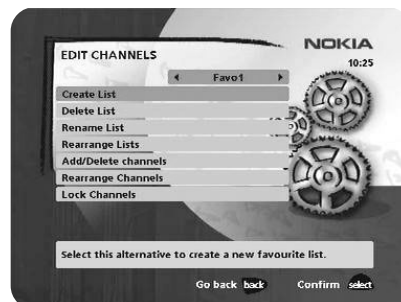 NOKIA
EDIT CHANNELS
10:25
Favo1
Create List
Delete List
Rename List
Rearrange Lists
Add/Delete channels
Rearrange Channels
Lock Channels
Select this alternative to create a new favourite list.
Go back back Confirm select